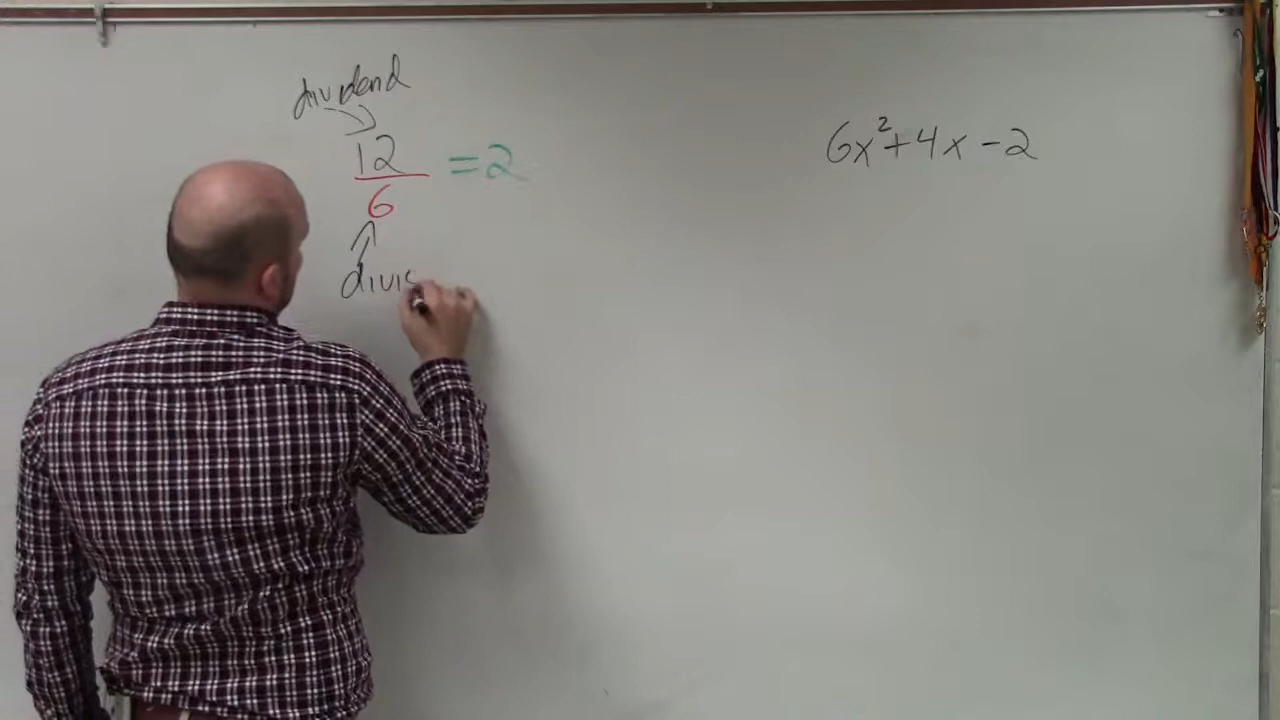 dividend
12
= 2
6
divis
6x²+4x-2